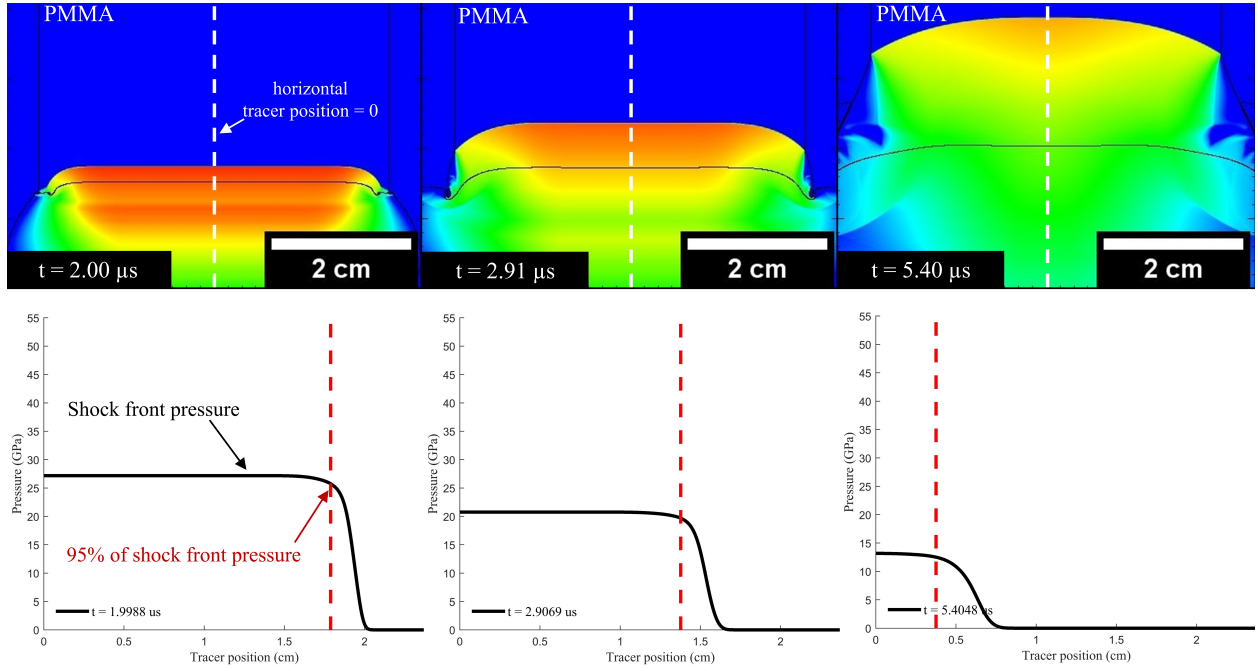 PMMA
horizontal
tracer position = 0
t = 2.00 µs
2 cm
PMMA
t = 2.91 µs
2 cm
PMMA
t = 5.40 µs
2 cm
55
50
45
40
35
30
25
20
15
10
5
0
Pressure (GPa)
Shock front pressure
95% of shock front pressure
t = 1.9988 us
0 0.5 1 1.5 2
Tracer position (cm)
55
50
45
40
35
30
25
20
15
10
5
0
Pressure (GPa)
t = 2.9069 us
0 0.5 1 1.5 2
Tracer position (cm)
55
50
45
40
35
30
25
20
15
10
5
0
Pressure (GPa)
t = 5.4048 us
0 0.5 1 1.5 2
Tracer position (cm)